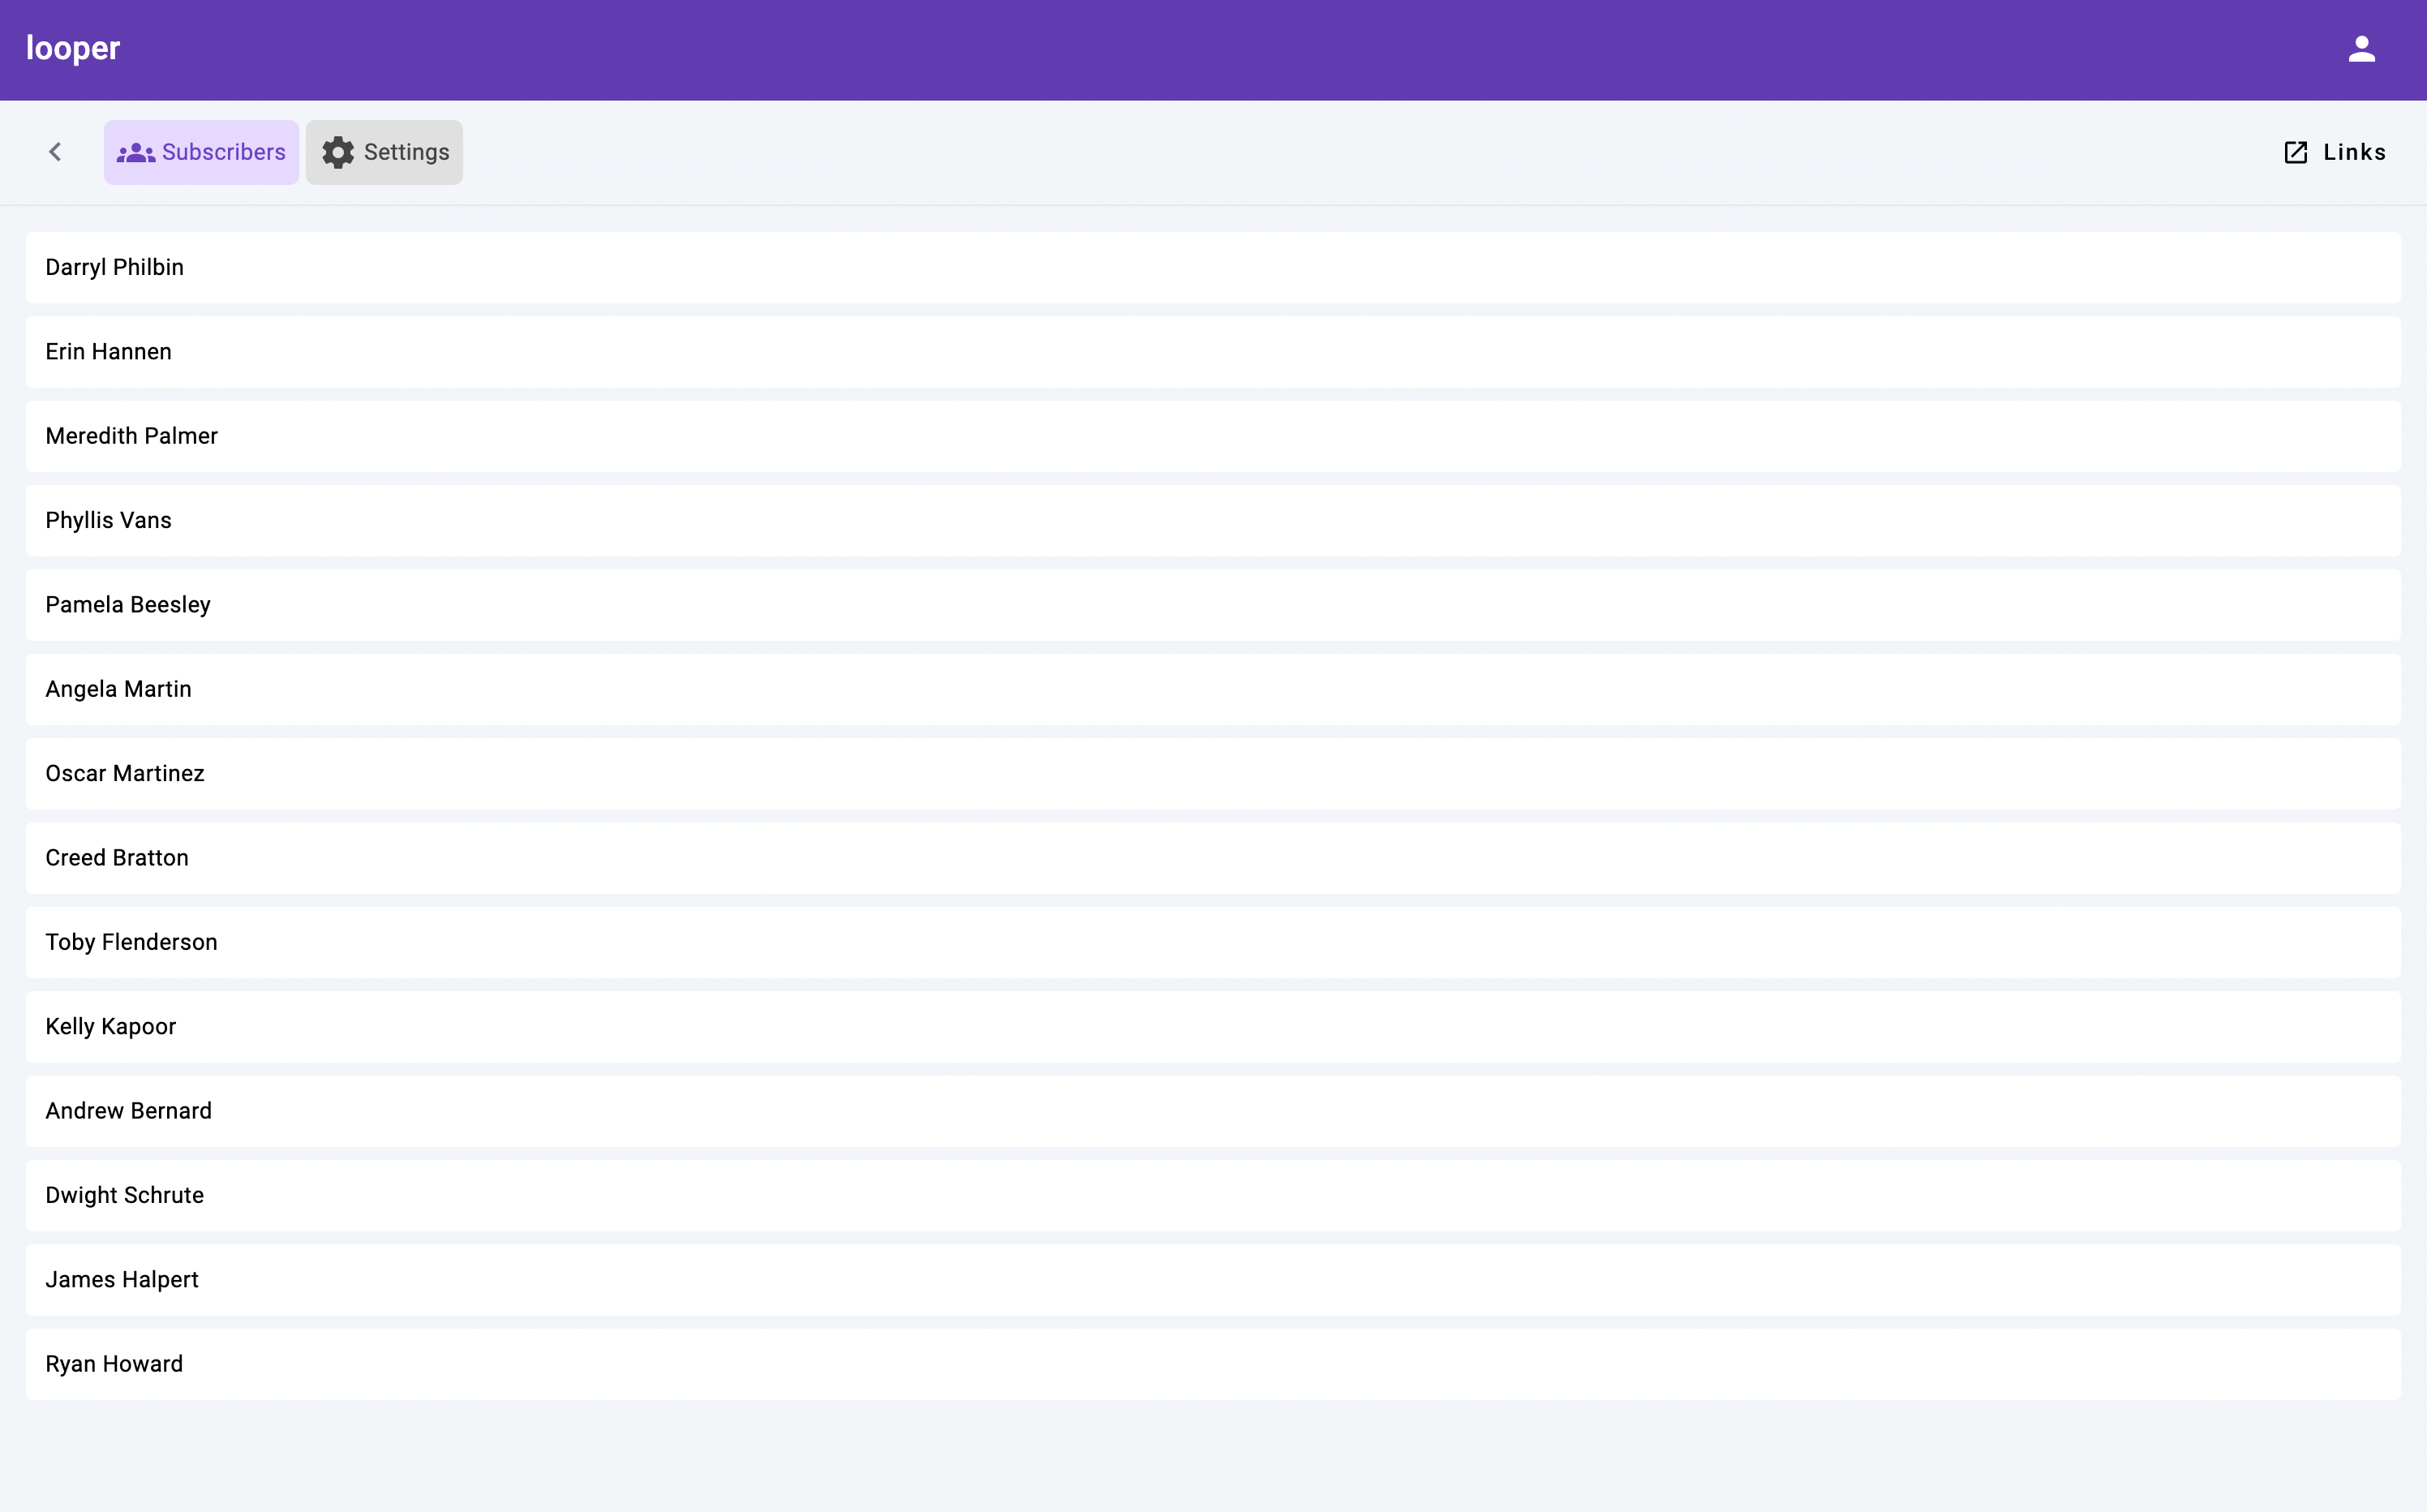 looper
Subscribers Settings Links
Darryl Philbin
Erin Hannen
Meredith Palmer
Phyllis Vans
Pamela Beesley
Angela Martin
Oscar Martinez
Creed Bratton
Toby Flenderson
Kelly Kapoor
Andrew Bernard
Dwight Schrute
James Halpert
Ryan Howard